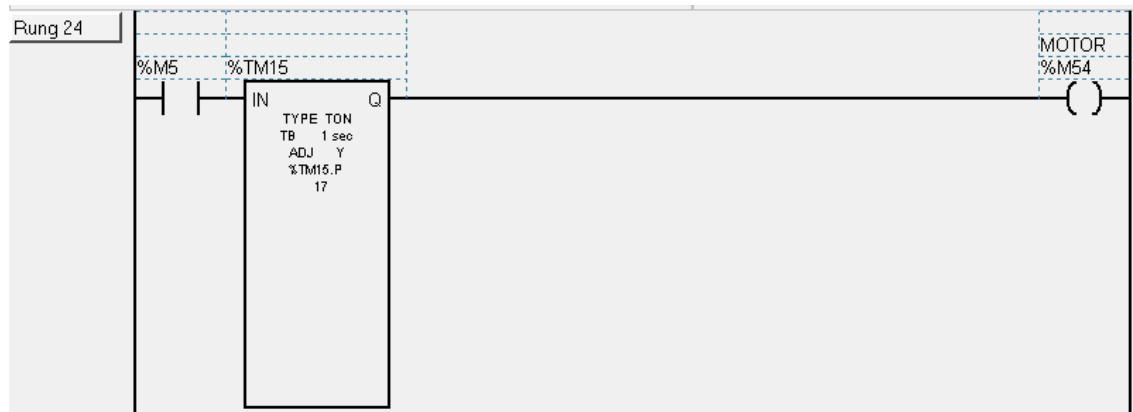 Rung 24
MOTOR
%M5 %TM15 %M54
IN Q
TYPE TON
TB 1 sec
ADJ Y
%TM15.P
17